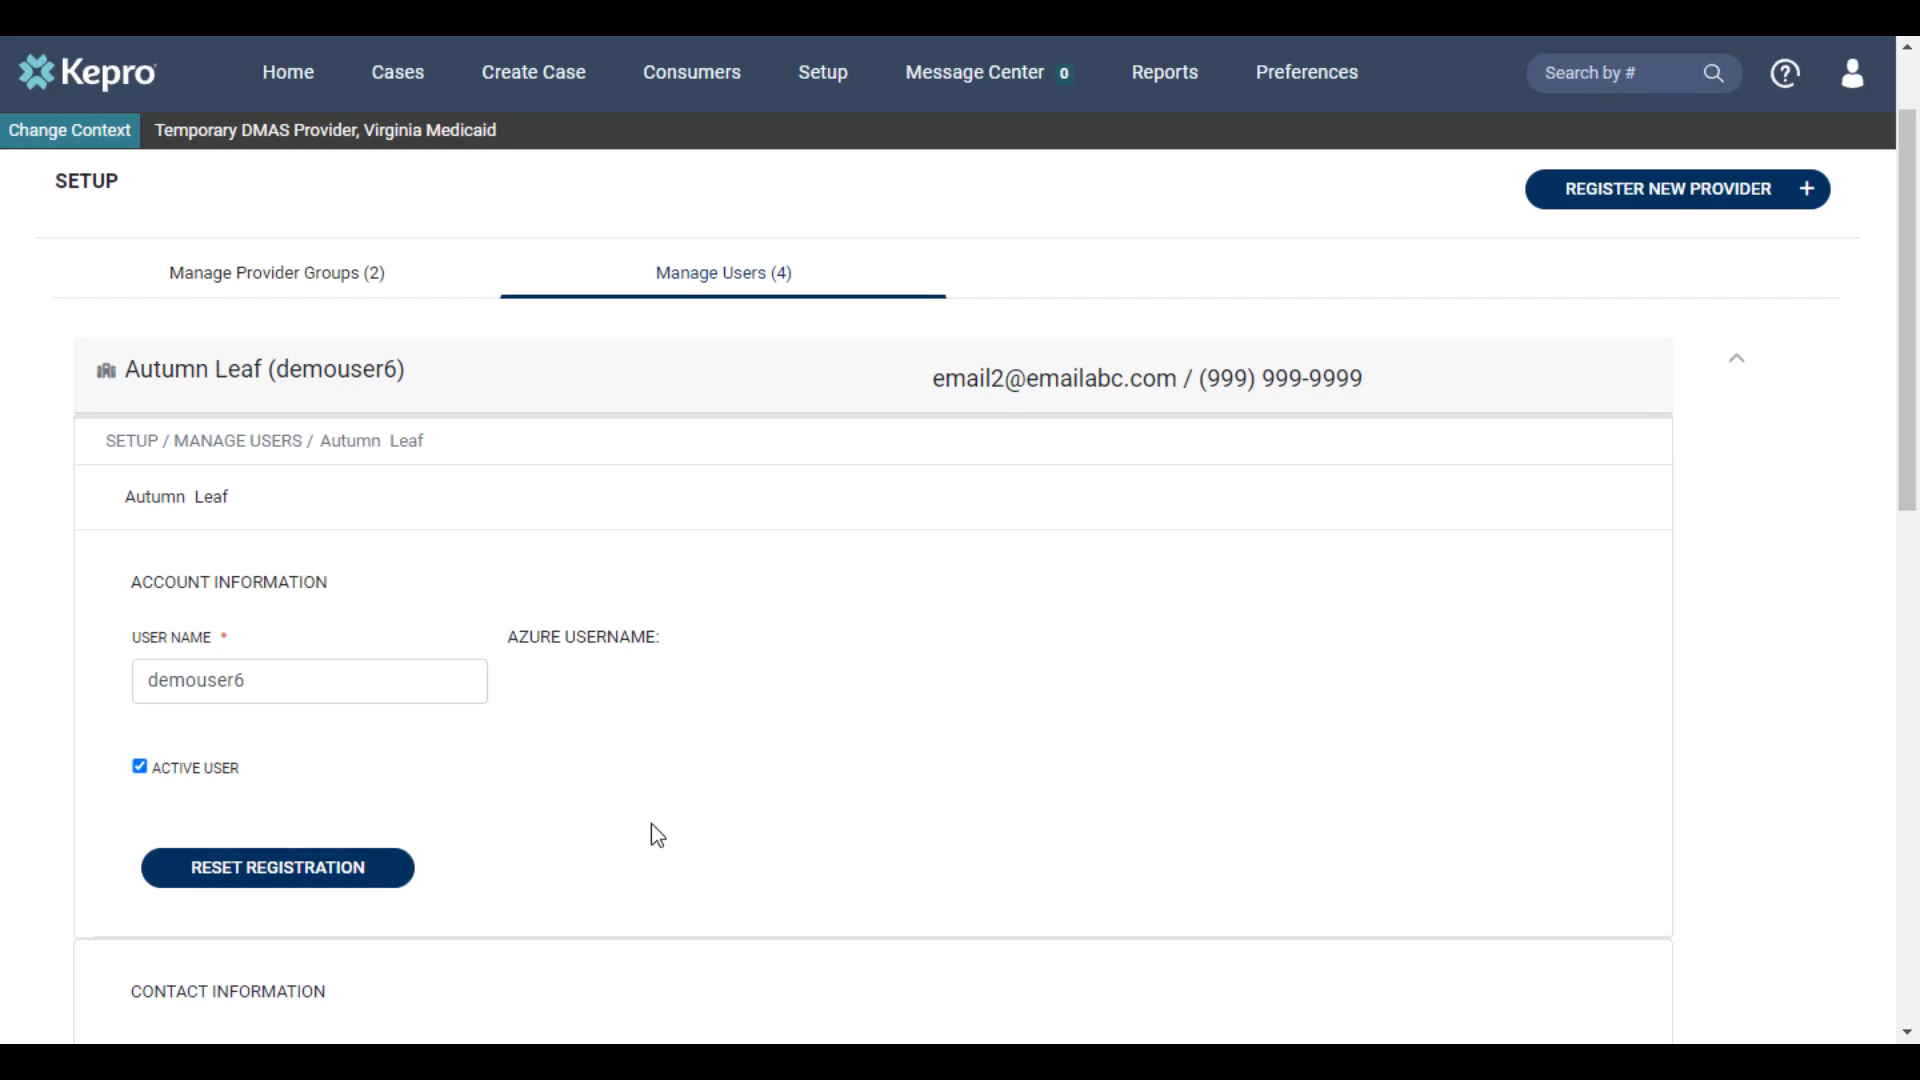 Kepro
Home
Cases
Create Case
Consumers
Setup
Message Center 0
Reports
Preferences
Search by #
Change Context
Temporary DMAS Provider, Virginia Medicaid
SETUP
REGISTER NEW PROVIDER +
Manage Provider Groups (2)
Manage Users (4)
Autumn Leaf (demouser6)
email2@emailabc.com / (999) 999-9999
SETUP / MANAGE USERS / Autumn Leaf
Autumn Leaf
ACCOUNT INFORMATION
USER NAME *
AZURE USERNAME:
demouser6
ACTIVE USER
RESET REGISTRATION
CONTACT INFORMATION